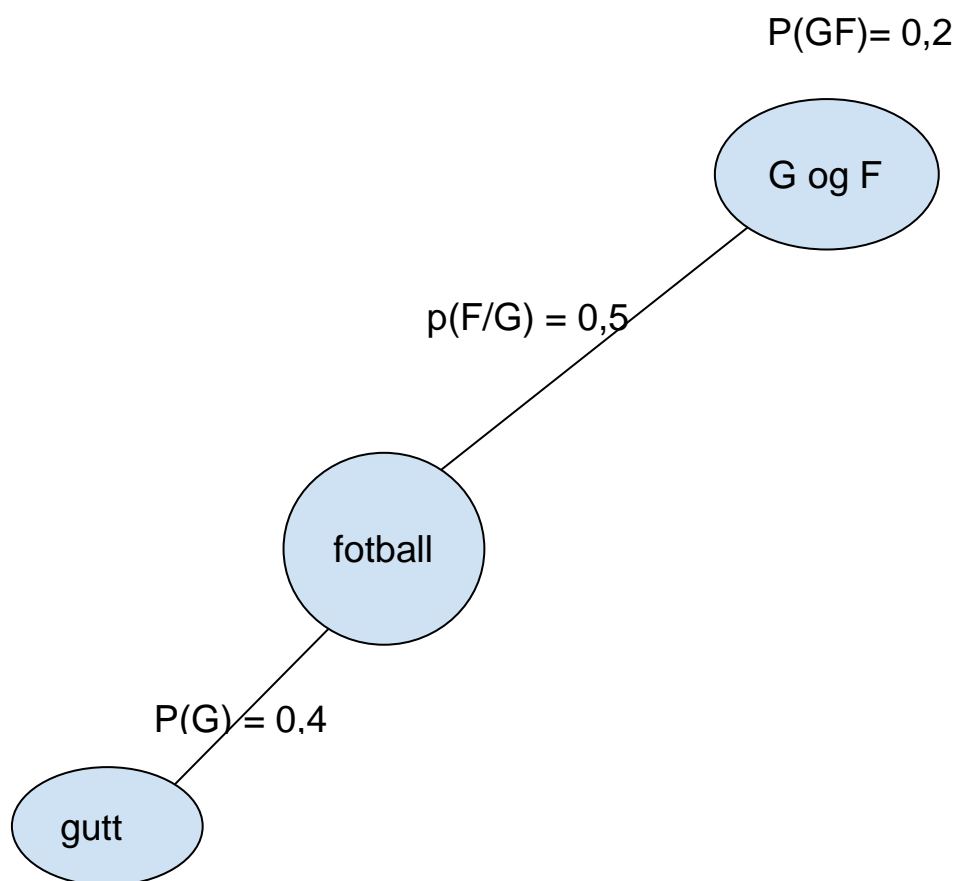 P(GF)= 0,2
G og F
p(F/G) = 0,5
fotball
P(G) = 0,4
gutt